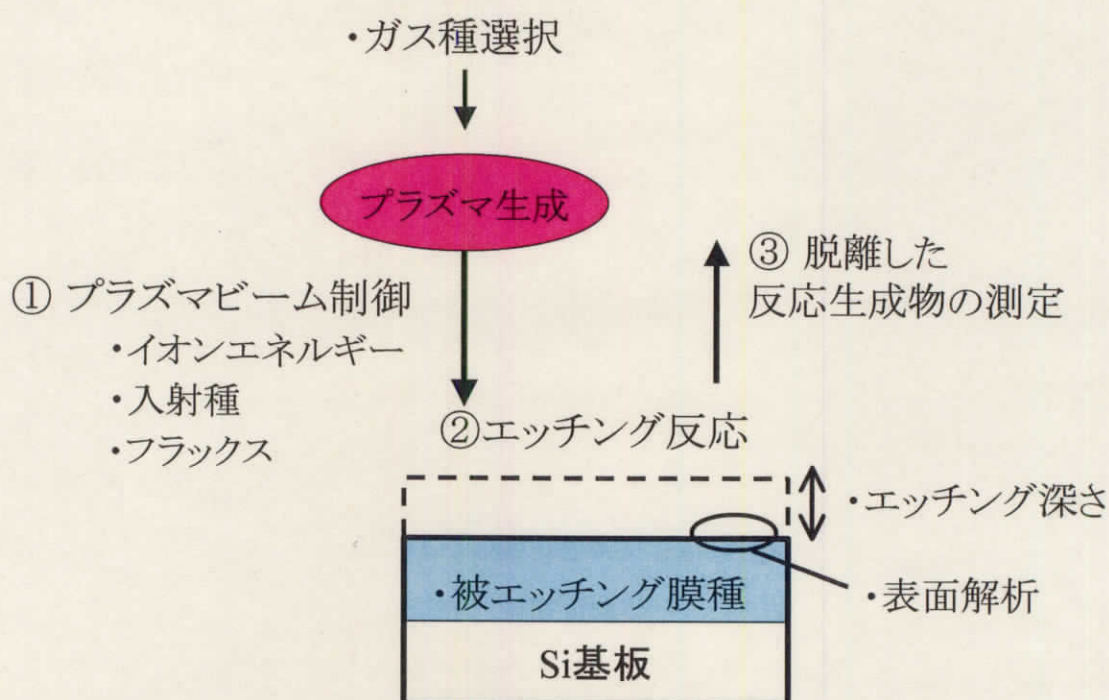 ・ガス種選択
プラズマ生成
① プラズマビーム制御
・イオンエネルギー
・入射種
・フラックス
③ 脱離した
反応生成物の測定
②エッチング反応
・エッチング深さ
・被エッチング膜種
・表面解析
Si基板